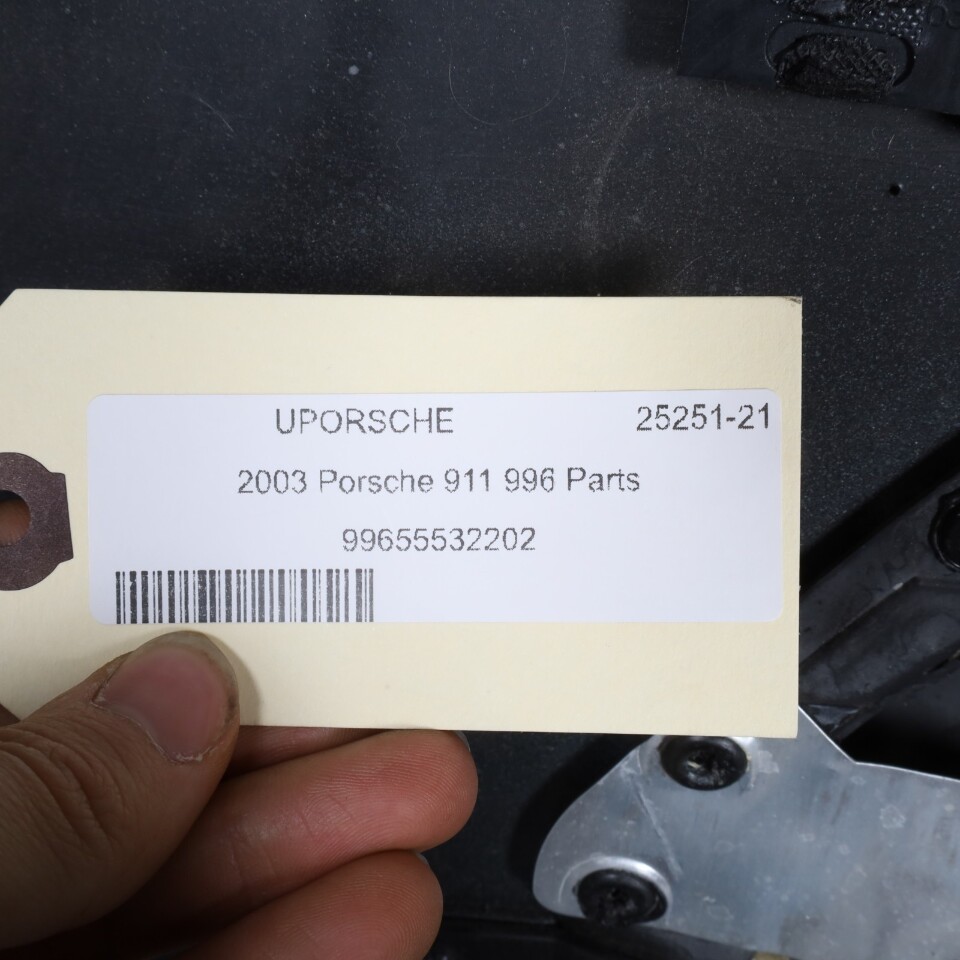 UPORSCHE 25251-21
2003 Porsche 911 996 Parts
99655532202